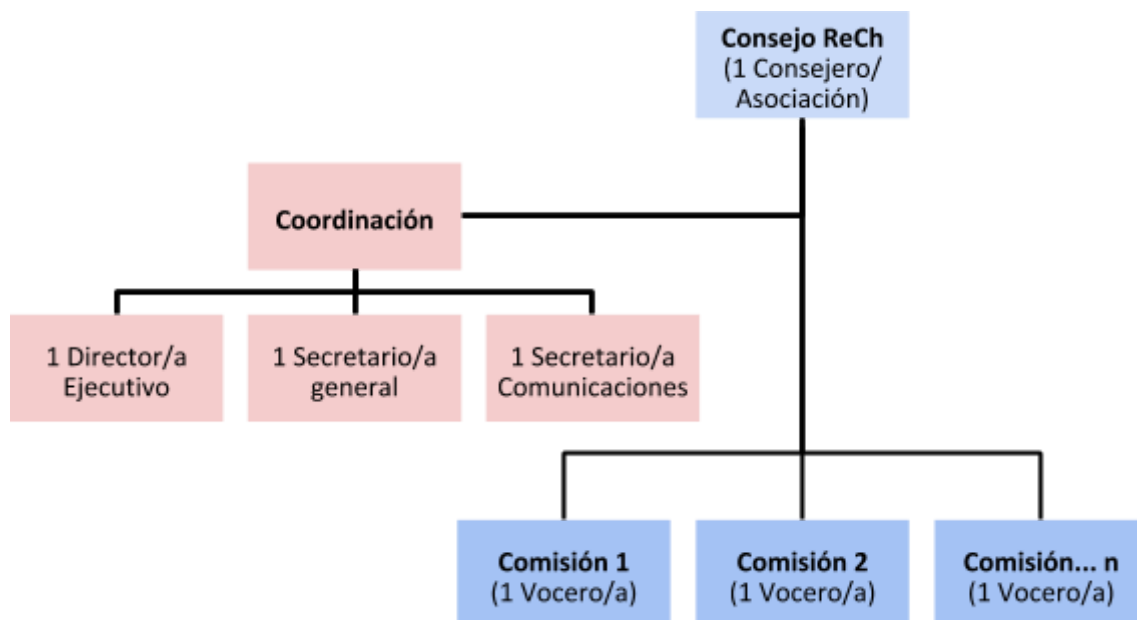 Consejo ReCh
(1 Consejero/
Asociación)
Coordinación
1 Director/a
Ejecutivo
1 Secretario/a
general
1 Secretario/a
Comunicaciones
Comisión 1
(1 Vocero/a)
Comisión 2
(1 Vocero/a)
Comisión... n
(1 Vocero/a)